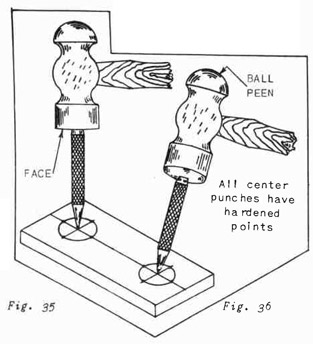 BALL
PEEN
FACE
All center
punches have
hardened
points
Fig. 35
Fig. 36